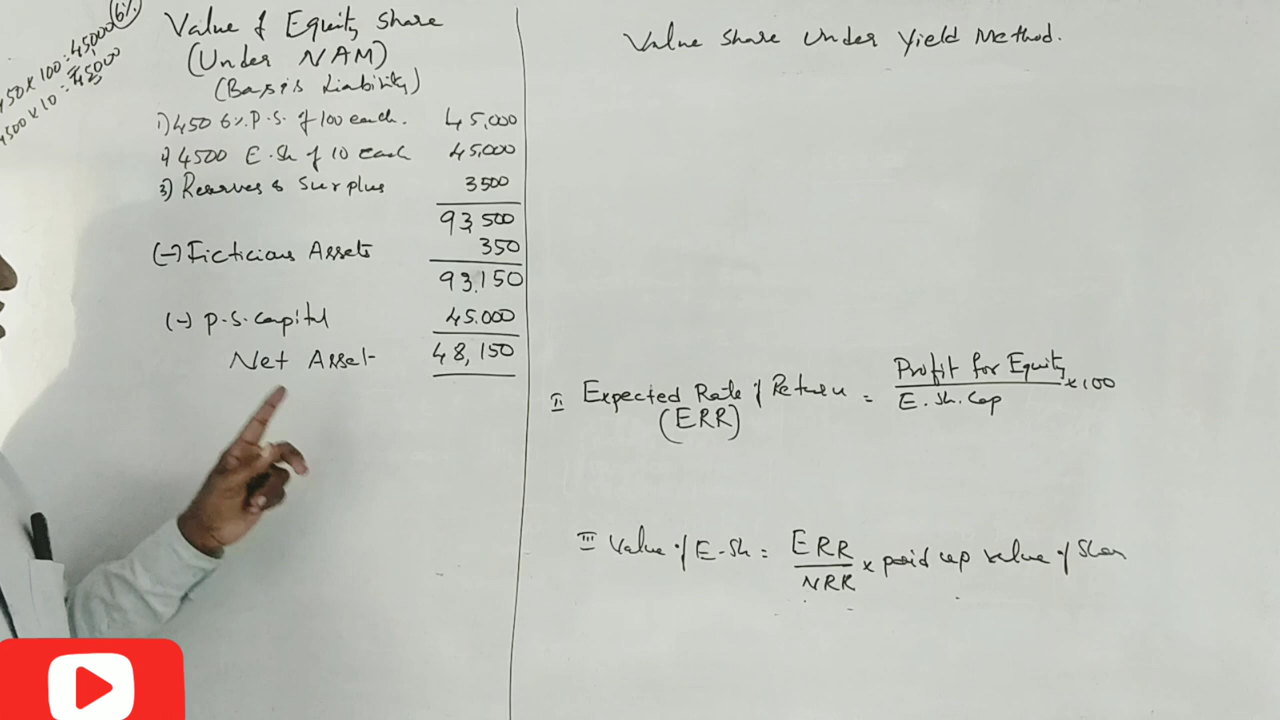 450 x 100 = 45,000 6%
4500 x 10 = 45000
Value of Equity Share
(Under NAM)
(Basis Liability)
1) 450 6% P.S. of 100 each. 45,000
2) 4500 E.Sh of 10 each 45,000
3) Reserves & Surplus 3500
93,500
(-) Ficticious Assets 350
93,150
(-) P.S. Capital 45.000
Net Asset 48,150
Value Share Under Yield Method.
II Expected Rate of Return = Profit for Equity / E.Sh.Cap x 100
(ERR)
III Value of E-Sh = ERR / NRR x paid up value of Share